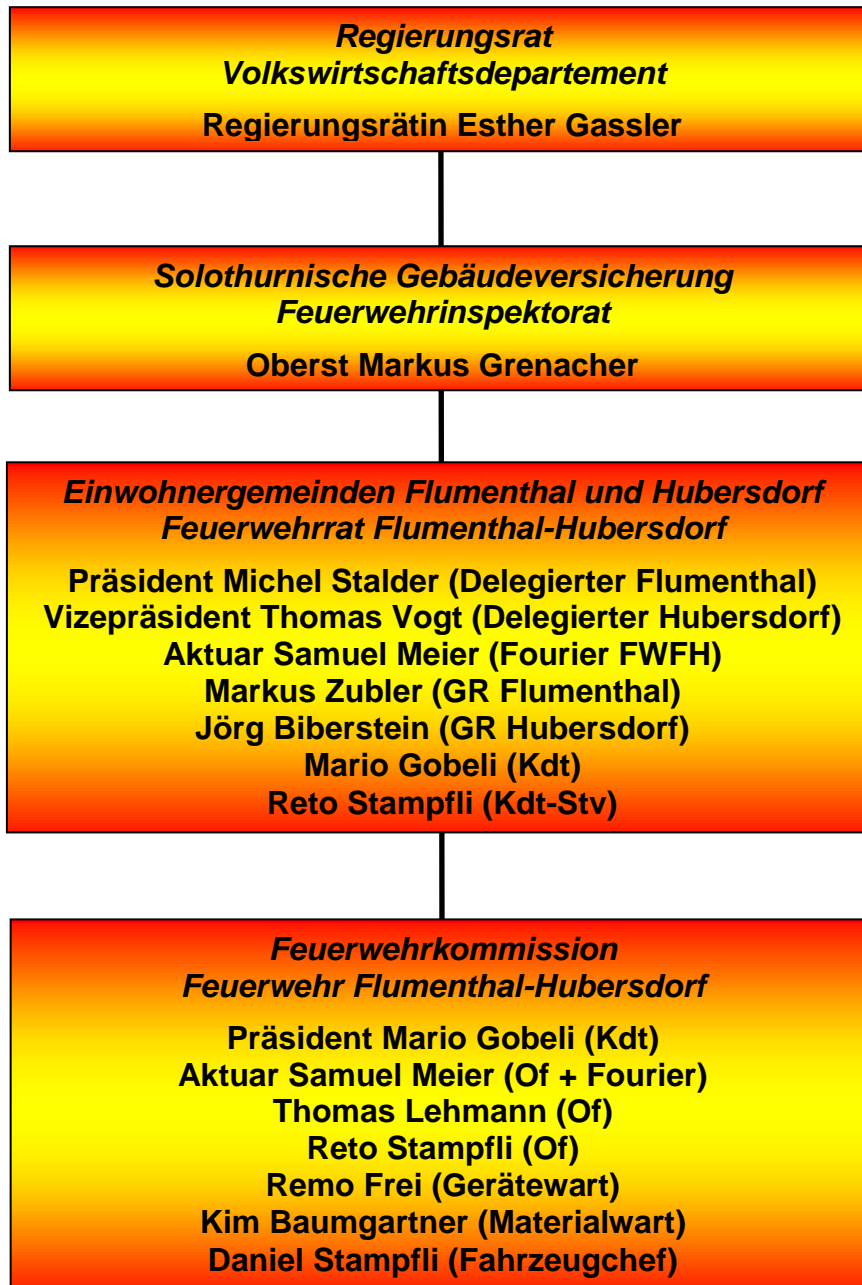 Regierungsrat
Volkswirtschaftsdepartement
Regierungsrätin Esther Gassler
Solothurnische Gebäudeversicherung
Feuerwehrinspektorat
Oberst Markus Grenacher
Einwohnergemeinden Flumenthal und Hubersdorf
Feuerwehrrat Flumenthal-Hubersdorf
Präsident Michel Stalder (Delegierter Flumenthal)
Vizepräsident Thomas Vogt (Delegierter Hubersdorf)
Aktuar Samuel Meier (Fourier FWFH)
Markus Zubler (GR Flumenthal)
Jörg Biberstein (GR Hubersdorf)
Mario Gobeli (Kdt)
Reto Stampfli (Kdt-Stv)
Feuerwehrkommission
Feuerwehr Flumenthal-Hubersdorf
Präsident Mario Gobeli (Kdt)
Aktuar Samuel Meier (Of + Fourier)
Thomas Lehmann (Of)
Reto Stampfli (Of)
Remo Frei (Gerätewart)
Kim Baumgartner (Materialwart)
Daniel Stampfli (Fahrzeugchef)